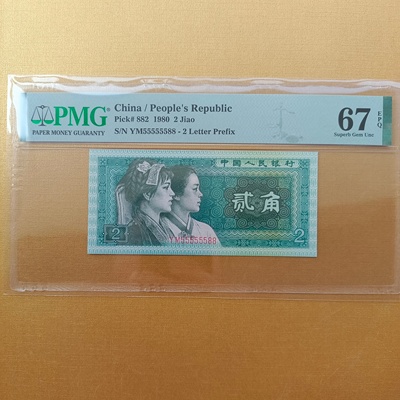 PMG
PAPER MONEY GUARANTY
China / People's Republic
Pick# 882 1980 2 Jiao
S/N YM55555588 - 2 Letter Prefix
67 EPQ
Superb Gem Unc
中国人民银行
贰角
YM55555588
2
2